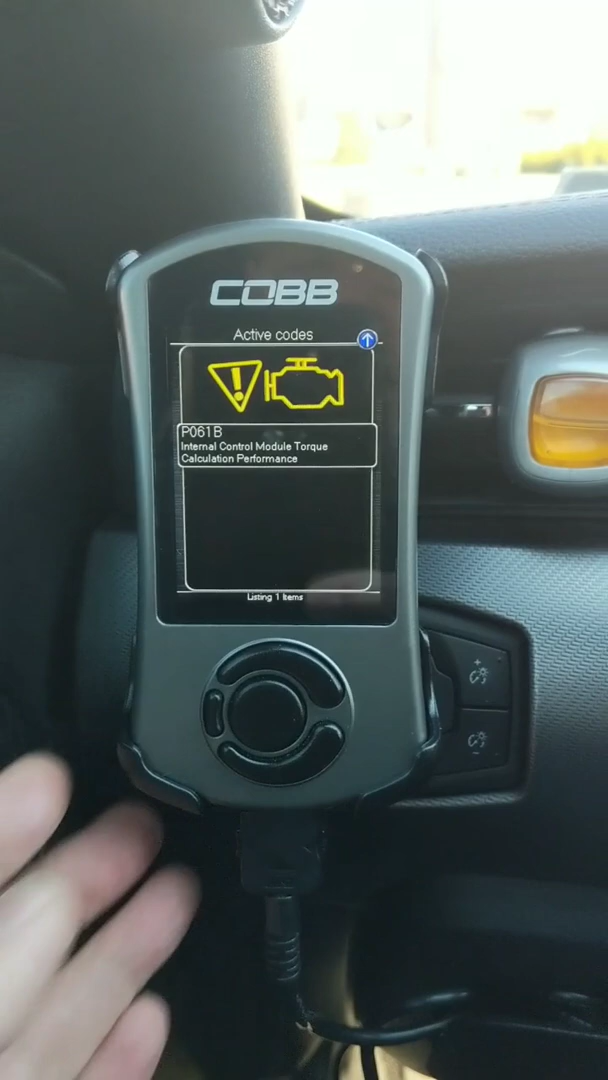 COBB
Active codes
P061B
Internal Control Module Torque
Calculation Performance
Listing 1 Items